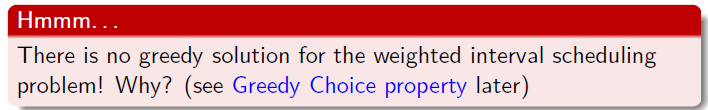 Hmmm...
There is no greedy solution for the weighted interval scheduling
problem! Why? (see Greedy Choice property later)